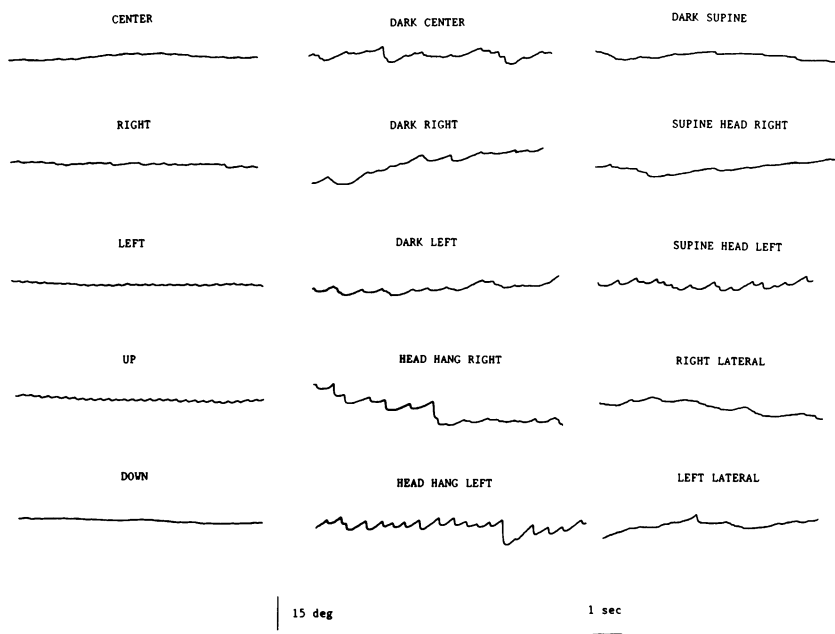 CENTER
DARK CENTER
DARK SUPINE
RIGHT
DARK RIGHT
SUPINE HEAD RIGHT
LEFT
DARK LEFT
SUPINE HEAD LEFT
UP
HEAD HANG RIGHT
RIGHT LATERAL
DOWN
HEAD HANG LEFT
LEFT LATERAL
15 deg
1 sec